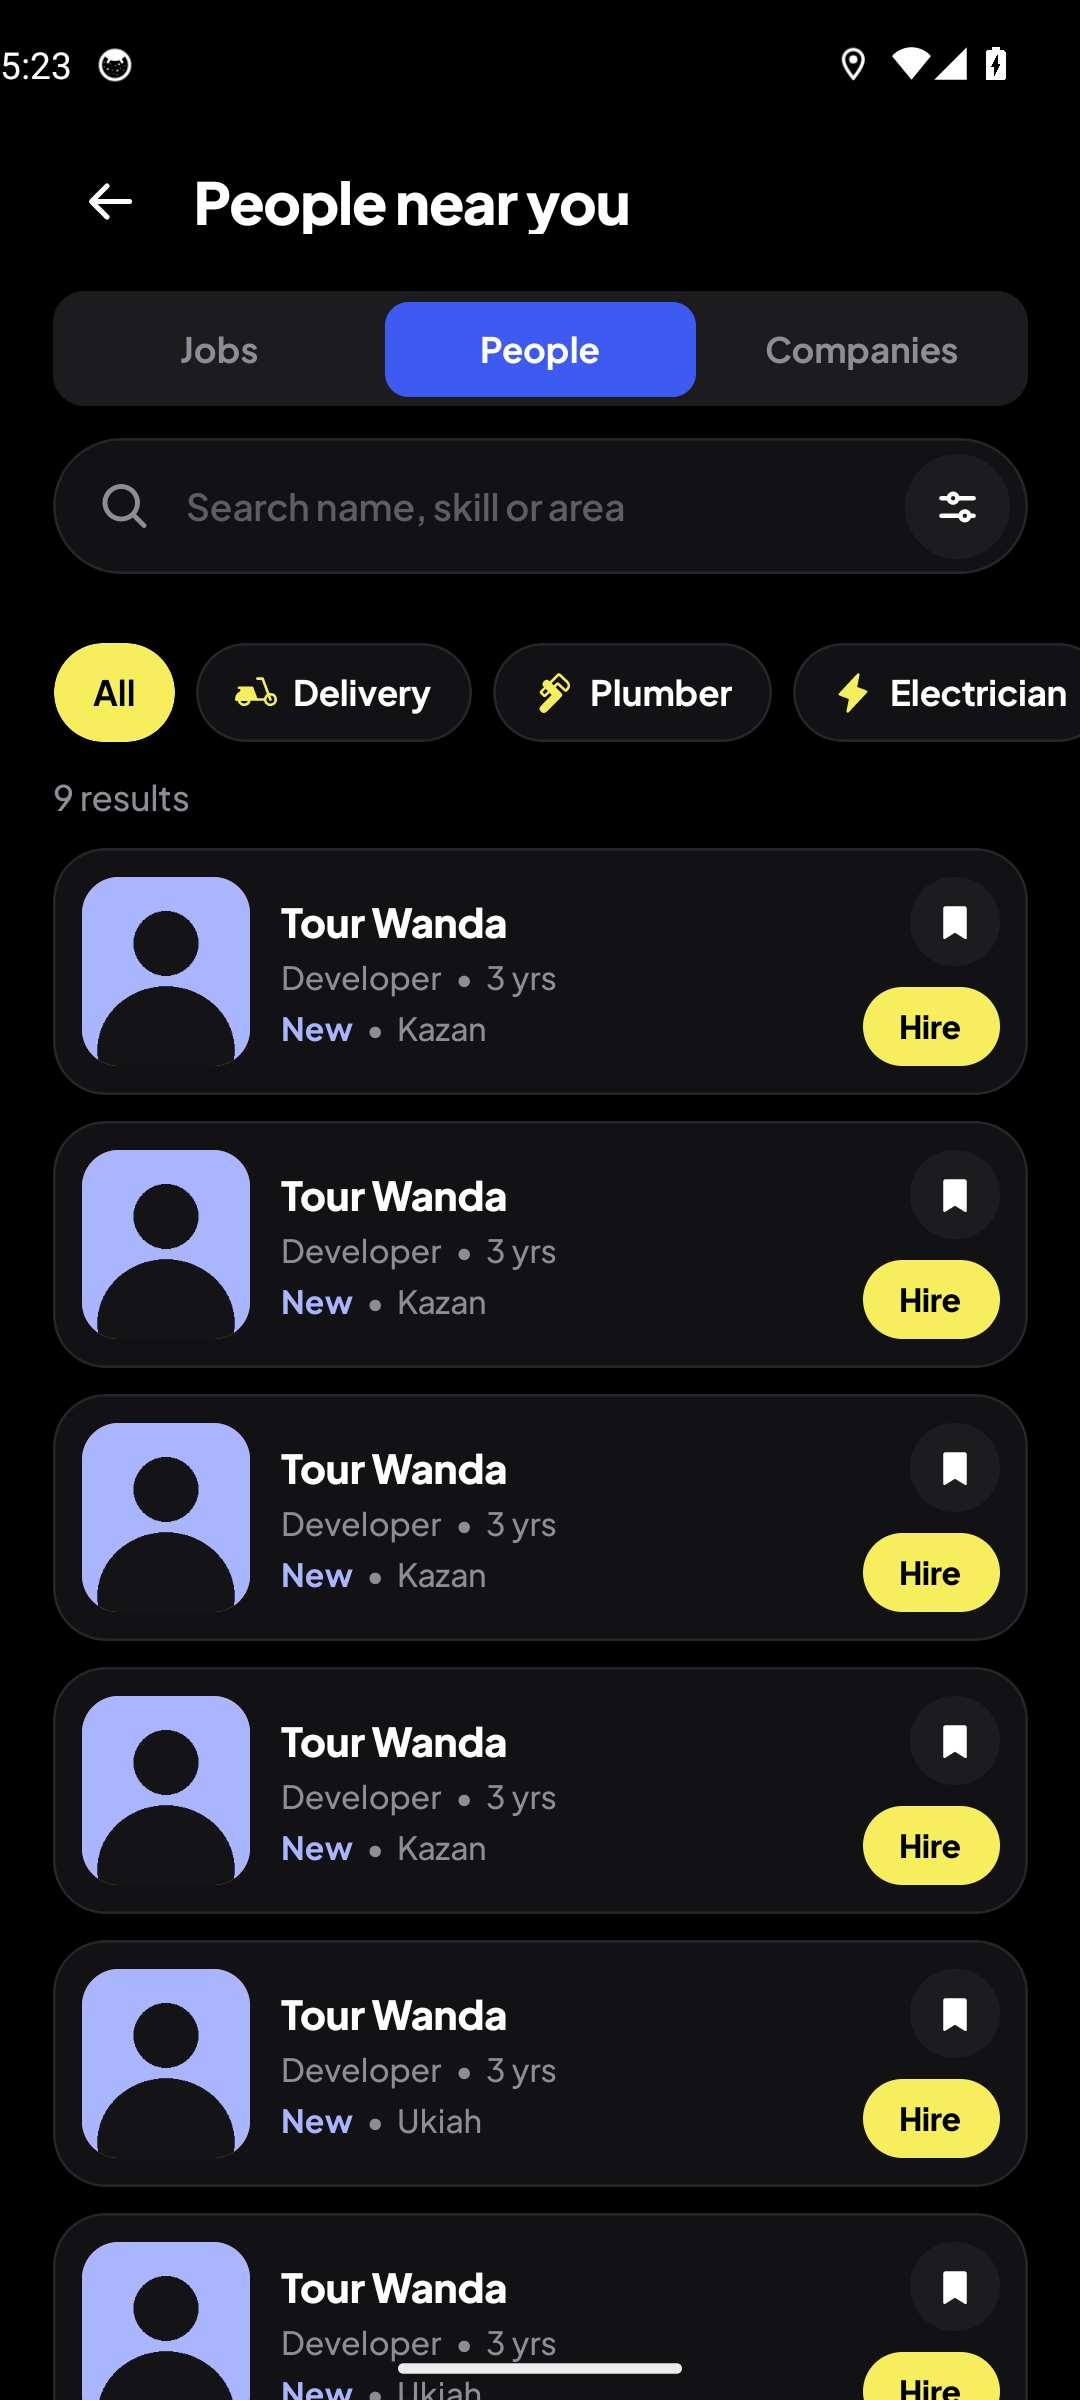 5:23
People near you
Jobs People Companies
Search name, skill or area
All Delivery Plumber Electrician
9 results
Tour Wanda
Developer • 3 yrs
New • Kazan
Hire
Tour Wanda
Developer • 3 yrs
New • Kazan
Hire
Tour Wanda
Developer • 3 yrs
New • Kazan
Hire
Tour Wanda
Developer • 3 yrs
New • Kazan
Hire
Tour Wanda
Developer • 3 yrs
New • Ukiah
Hire
Tour Wanda
Developer • 3 yrs
New • Ukiah
Hire